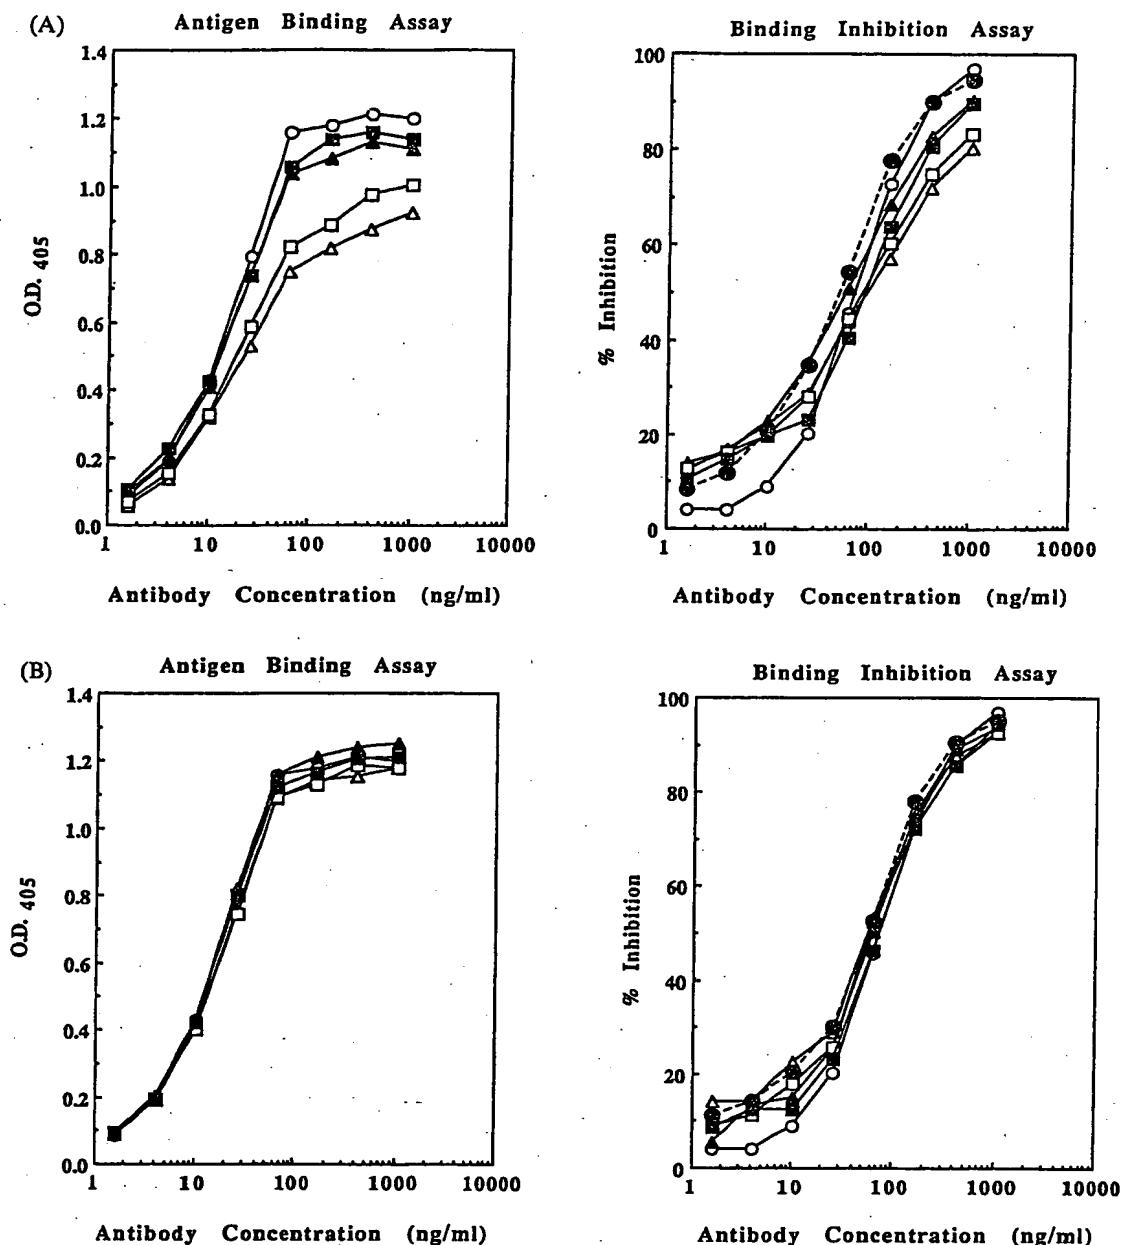 (A)
Antigen Binding Assay
1.4
1.2
1.0
0.8
0.6
0.4
0.2
0.0
O.D. 405
1 10 100 1000 10000
Antibody Concentration (ng/ml)
Binding Inhibition Assay
100
80
60
40
20
0
% Inhibition
1 10 100 1000 10000
Antibody Concentration (ng/ml)
(B)
Antigen Binding Assay
1.4
1.2
1.0
0.8
0.6
0.4
0.2
0.0
O.D. 405
1 10 100 1000 10000
Antibody Concentration (ng/ml)
Binding Inhibition Assay
100
80
60
40
20
0
% Inhibition
1 10 100 1000 10000
Antibody Concentration (ng/ml)